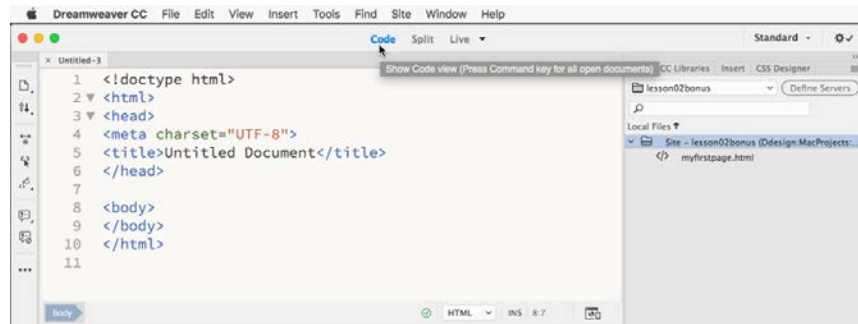 Dreamweaver CC File Edit View Insert Tools Find Site Window Help
Code Split Live Standard
× Untitled-3
Show Code view (Press Command key for all open documents) CC Libraries Insert CSS Designer
1 <!doctype html>
2 <html>
3 <head>
4 <meta charset="UTF-8">
5 <title>Untitled Document</title>
6 </head>
7
8 <body>
9 </body>
10 </html>
11
lesson02bonus Define Servers
Local Files
Site - lesson02bonus (Ddesign:MacProjects:...
myfirstpage.html
body HTML INS 8:7